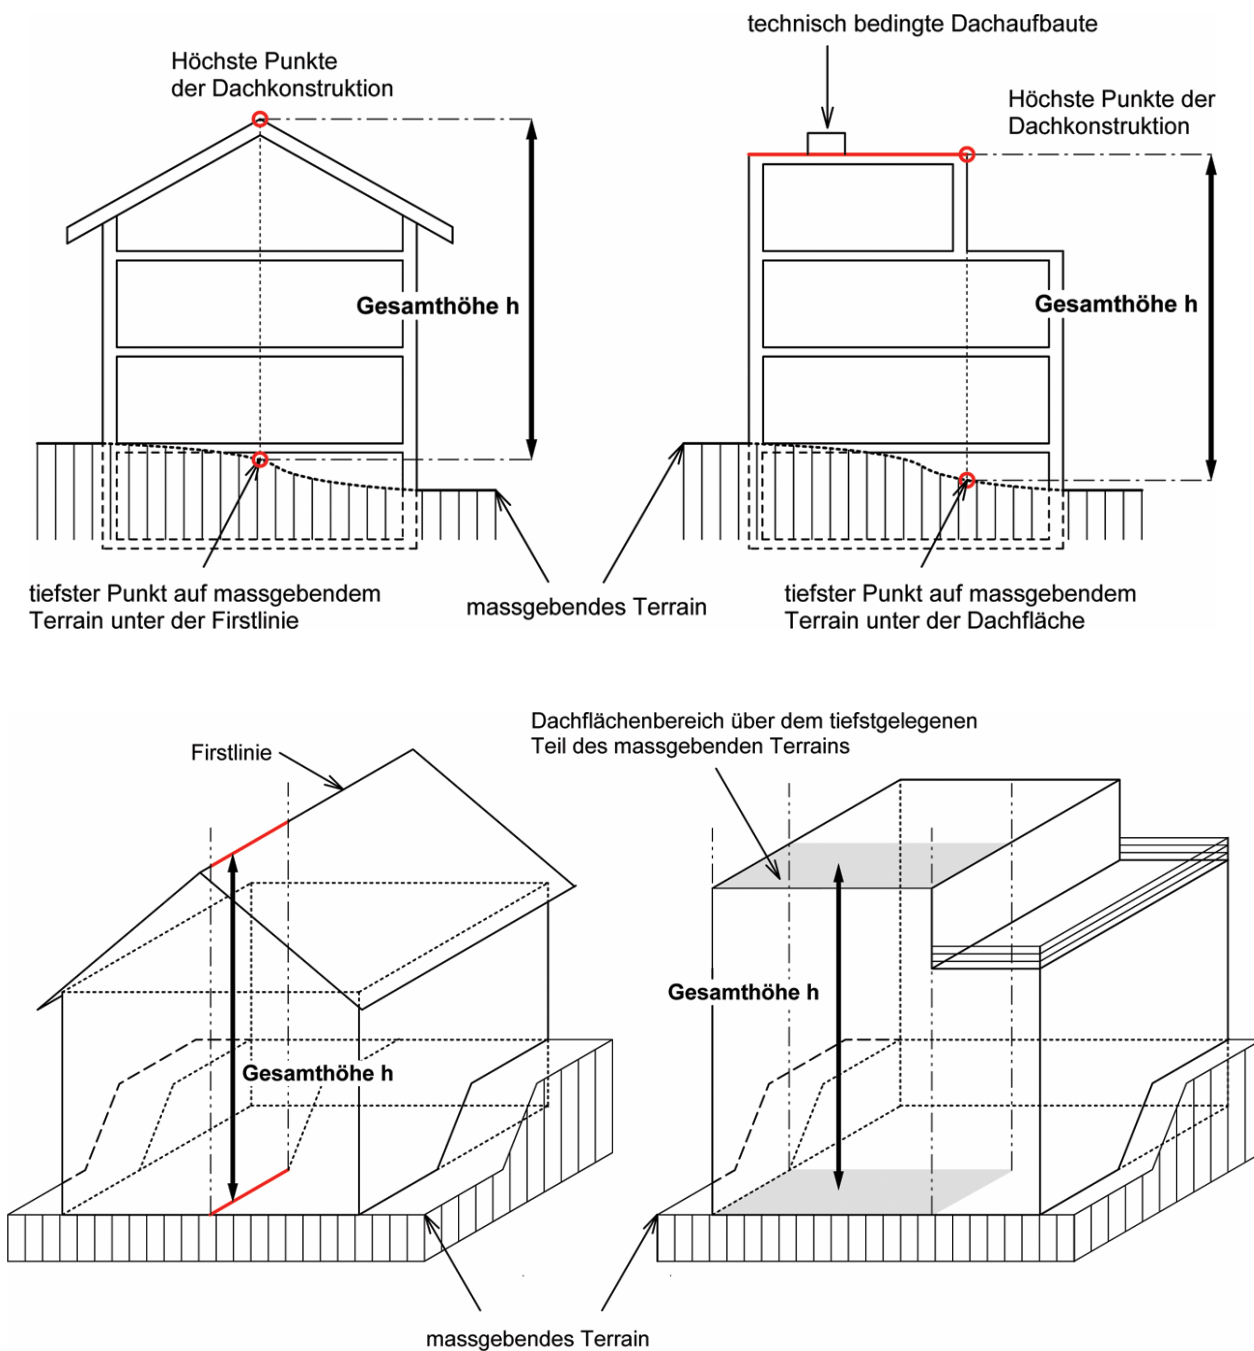 technisch bedingte Dachaufbaute
Höchste Punkte
der Dachkonstruktion
Höchste Punkte der
Dachkonstruktion
Gesamthöhe h
Gesamthöhe h
tiefster Punkt auf massgebendem
Terrain unter der Firstlinie
massgebendes Terrain
tiefster Punkt auf massgebendem
Terrain unter der Dachfläche
Dachflächenbereich über dem tiefstgelegenen
Teil des massgebenden Terrains
Firstlinie
Gesamthöhe h
Gesamthöhe h
massgebendes Terrain